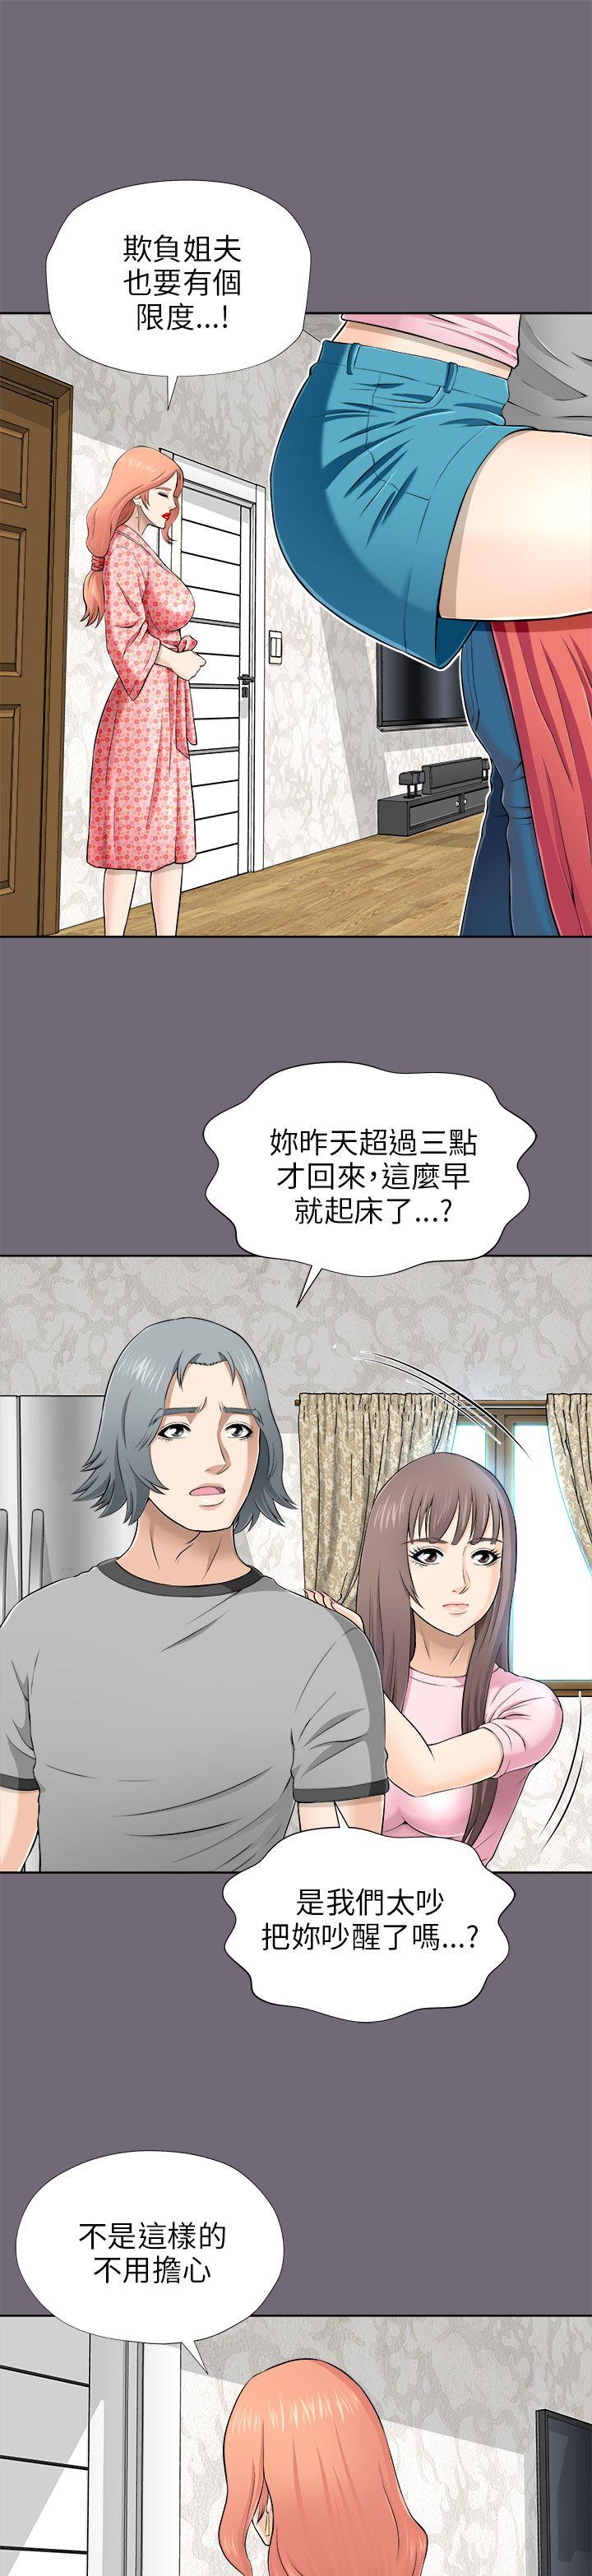 欺負姐夫
也要有個
限度...!
妳昨天超過三點
才回來,這麼早
就起床了...?
是我們太吵
把妳吵醒了嗎...?
不是這樣的
不用擔心